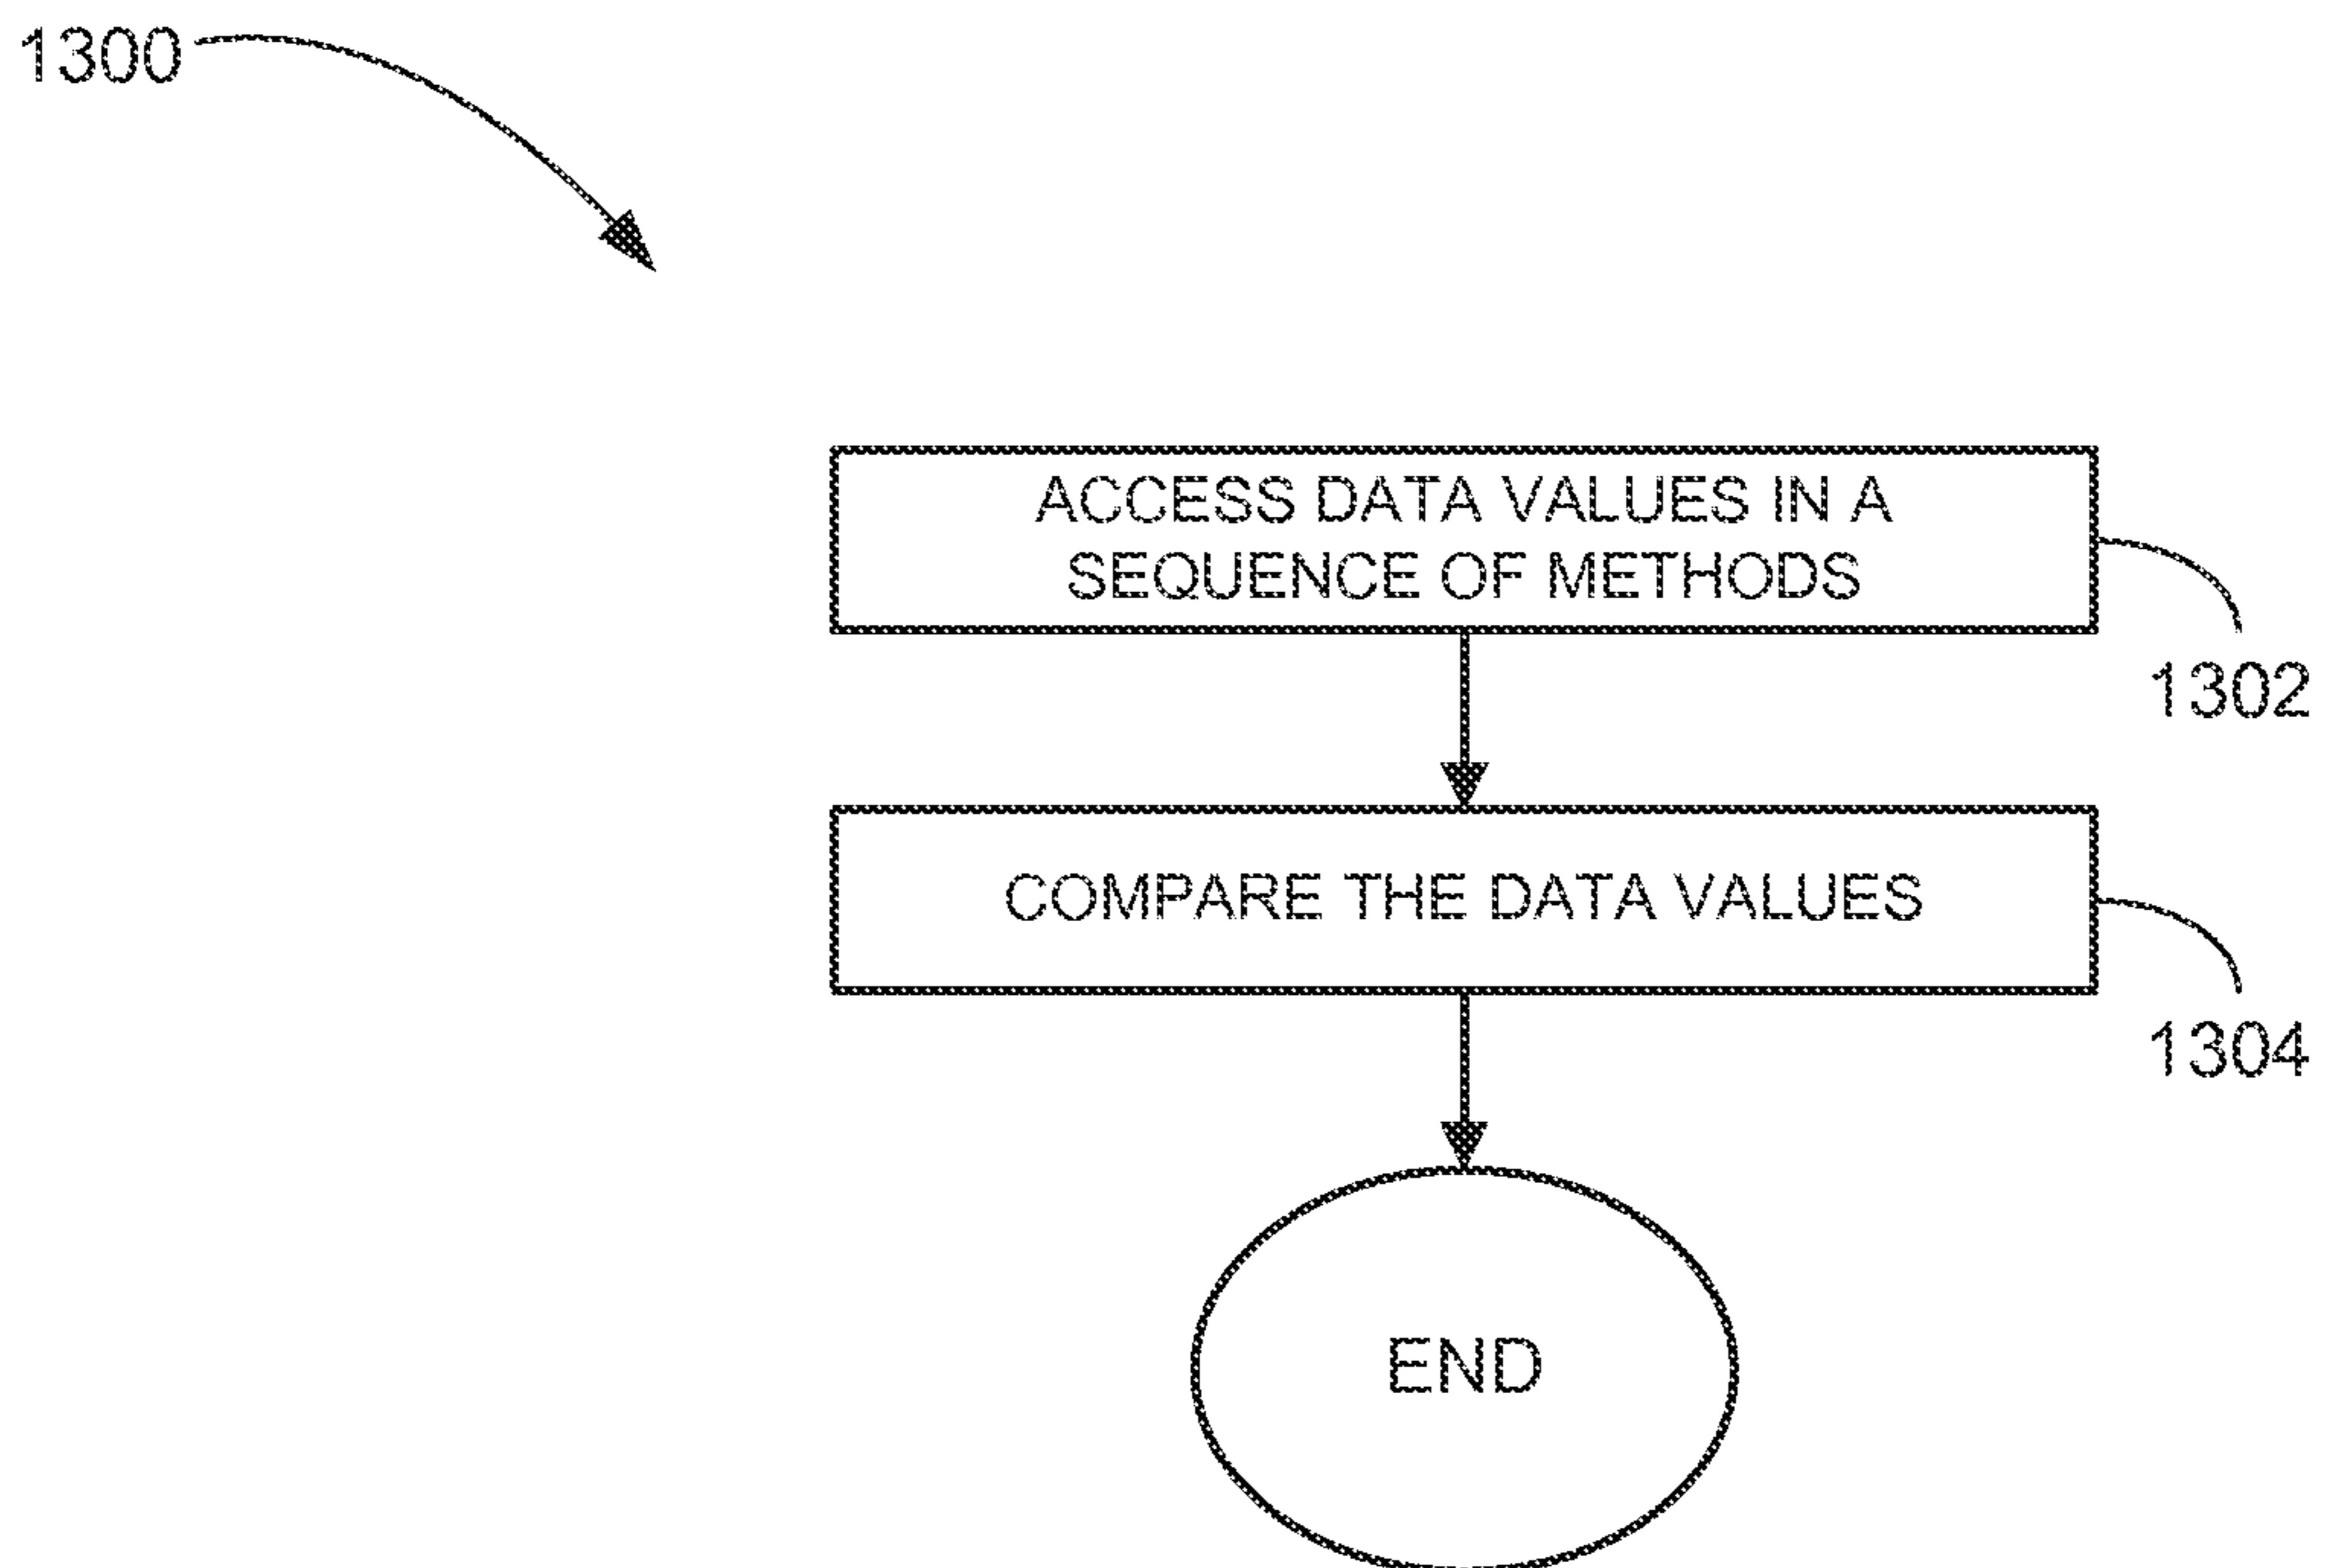 1300
ACCESS DATA VALUES IN A
SEQUENCE OF METHODS
1302
COMPARE THE DATA VALUES
1304
END